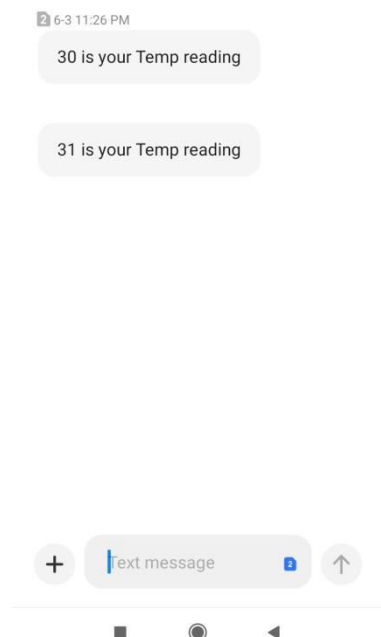 2 6-3 11:26 PM
30 is your Temp reading
31 is your Temp reading
Text message 2